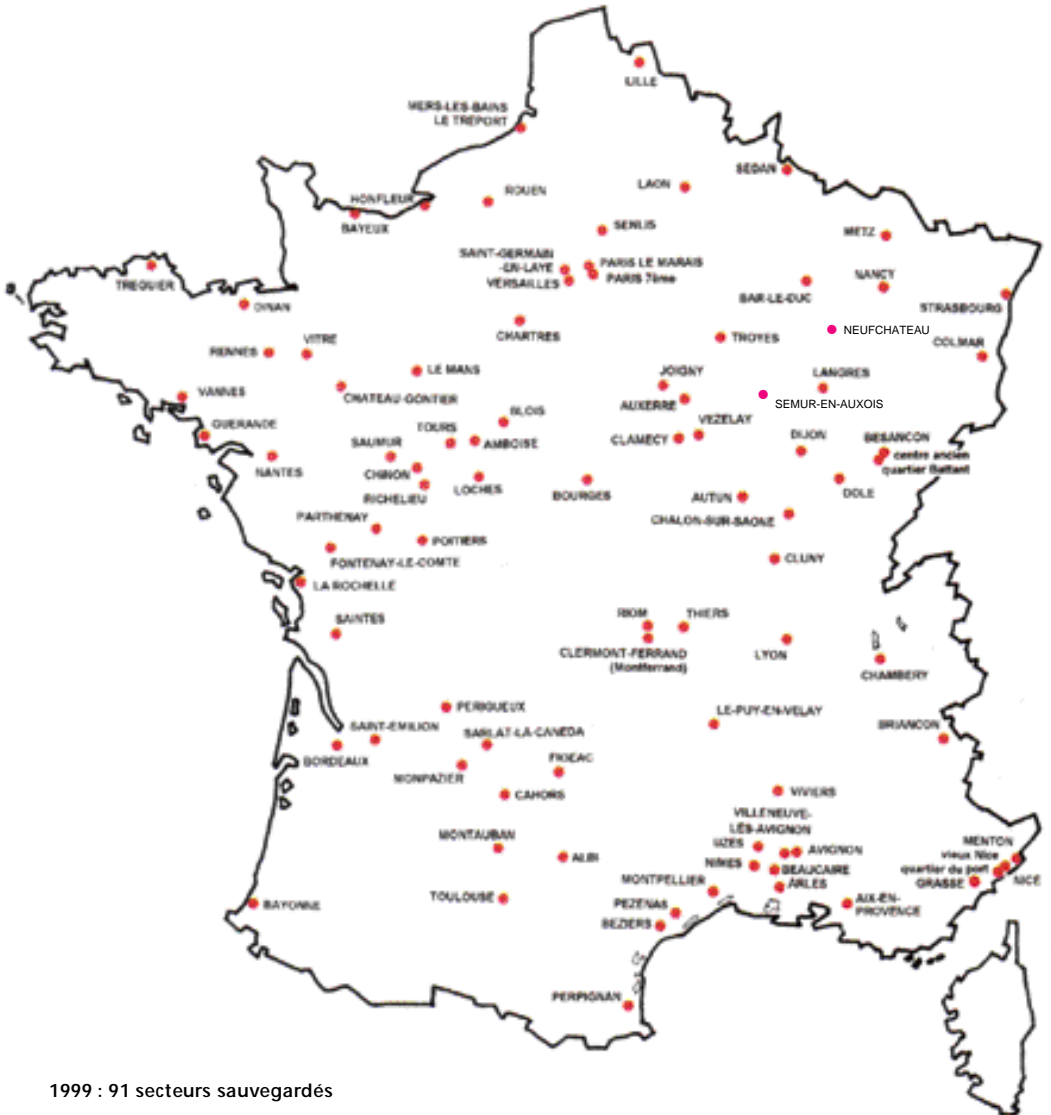 LILLE
MERS-LES-BAINS
LE TRÉPORT
SEDAN
LAON
ROUEN
HONFLEUR
BAYEUX
SENLIS
METZ
SAINT-GERMAIN
-EN-LAYE
PARIS LE MARAIS
PARIS 7ème
VERSAILLES
TREGUIER
NANCY
BAR-LE-DUC
STRASBOURG
DINAN
CHARTRES
TROYES
NEUFCHATEAU
COLMAR
RENNES
VITRE
LE MANS
JOIGNY
LANGRES
VANNES
CHATEAU-GONTIER
AUXERRE
SEMUR-EN-AUXOIS
BLOIS
GUERANDE
TOURS
AMBOISE
CLAMECY
VEZELAY
DIJON
BESANCON
centre ancien
quartier Battant
NANTES
SAUMUR
CHINON
RICHELIEU
LOCHES
BOURGES
AUTUN
DOLE
CHALON-SUR-SAONE
PARTHENAY
POITIERS
FONTENAY-LE-COMTE
CLUNY
LA ROCHELLE
SAINTES
RIOM
THIERS
CLERMONT-FERRAND
(Montferrand)
LYON
CHAMBERY
PERIGUEUX
LE-PUY-EN-VELAY
SAINT-EMILION
SARLAT-LA-CANEDA
BRIANCON
BORDEAUX
MONPAZIER
FIGEAC
CAHORS
VIVIERS
VILLENEUVE-
LÈS-AVIGNON
MONTAUBAN
UZES
AVIGNON
ALBI
NIMES
BEAUCAIRE
ARLES
MENTON
vieux Nice
quartier du port
NICE
GRASSE
MONTPELLIER
TOULOUSE
BAYONNE
PEZENAS
BEZIERS
AIX-EN-
PROVENCE
PERPIGNAN
1999 : 91 secteurs sauvegardés